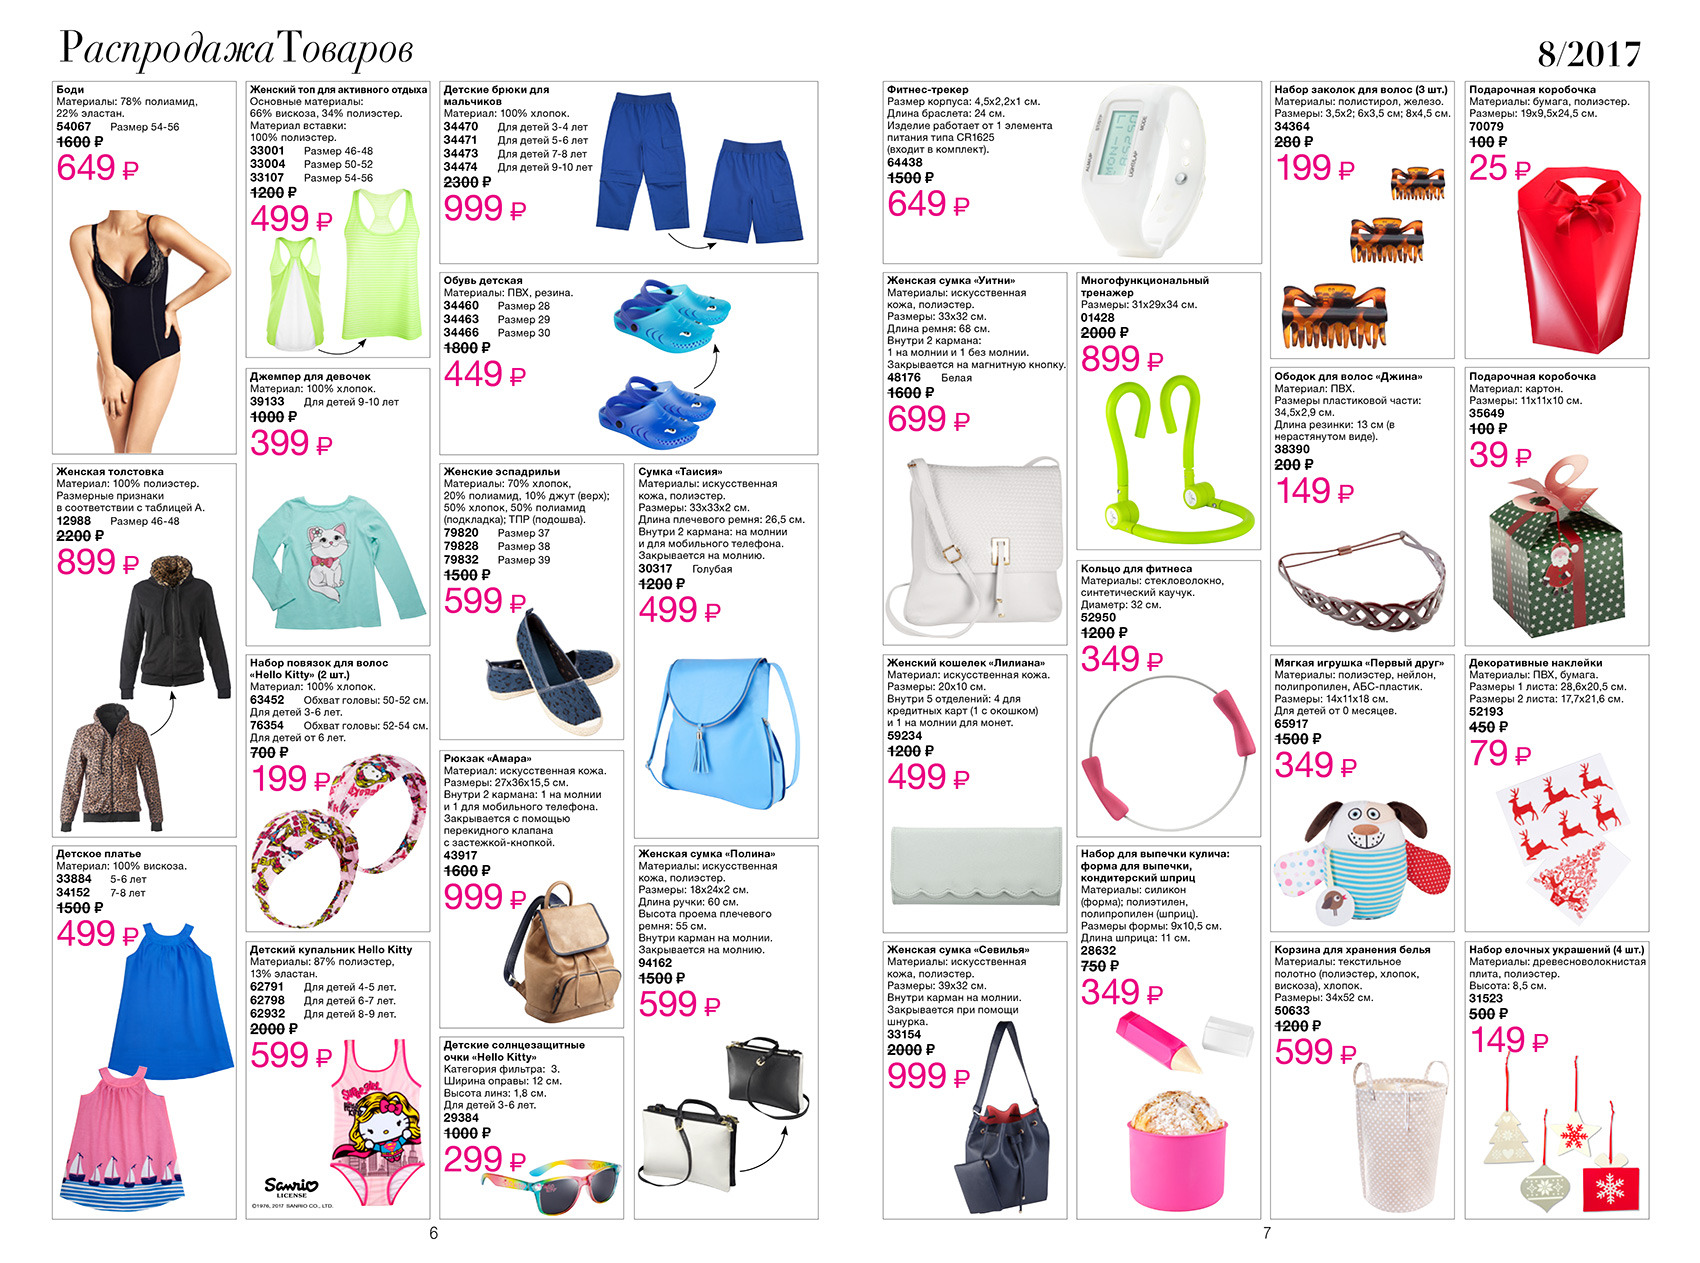 РаспродажаТоваров
8/2017
Боди
Материалы: 78% полиамид,
22% эластан.
54067 Размер 54-56
1600 ₽
649 ₽
Женская толстовка
Материал: 100% полиэстер.
Размерные признаки
в соответствии с таблицей А.
12988 Размер 46-48
2200 ₽
899 ₽
Детское платье
Материал: 100% вискоза.
33884 5-6 лет
34152 7-8 лет
1500 ₽
499 ₽
Женский топ для активного отдыха
Основные материалы:
66% вискоза, 34% полиэстер.
Материал вставки:
100% полиэстер.
33001 Размер 46-48
33004 Размер 50-52
33107 Размер 54-56
1200 ₽
499 ₽
Джемпер для девочек
Материал: 100% хлопок.
39133 Для детей 9-10 лет
1000 ₽
399 ₽
Набор повязок для волос
«Hello Kitty» (2 шт.)
Материал: 100% хлопок.
63452 Обхват головы: 50-52 см.
Для детей 3-6 лет.
76354 Обхват головы: 52-54 см.
Для детей от 6 лет.
700 ₽
199 ₽
Детский купальник Hello Kitty
Материалы: 87% полиэстер,
13% эластан.
62791 Для детей 4-5 лет.
62798 Для детей 6-7 лет.
62932 Для детей 8-9 лет.
2000 ₽
599 ₽
Sanrio
LICENSE
©1976, 2017 SANRIO CO., LTD.
Детские брюки для
мальчиков
Материал: 100% хлопок.
34470 Для детей 3-4 лет
34471 Для детей 5-6 лет
34473 Для детей 7-8 лет
34474 Для детей 9-10 лет
2300 ₽
999 ₽
Обувь детская
Материалы: ПВХ, резина.
34460 Размер 28
34463 Размер 29
34466 Размер 30
1800 ₽
449 ₽
Женские эспадрильи
Материалы: 70% хлопок,
20% полиамид, 10% джут (верх);
50% хлопок, 50% полиамид
(подкладка); ТПР (подошва).
79820 Размер 37
79828 Размер 38
79832 Размер 39
1500 ₽
599 ₽
Рюкзак «Амара»
Материал: искусственная кожа.
Размеры: 27х36х15,5 см.
Внутри 2 кармана: 1 на молнии
и 1 для мобильного телефона.
Закрывается с помощью
перекидного клапана
с застежкой-кнопкой.
43917
1600 ₽
999 ₽
Детские солнцезащитные
очки «Hello Kitty»
Категория фильтра: 3.
Ширина оправы: 12 см.
Высота линз: 1,8 см.
Для детей 3-6 лет.
29384
1000 ₽
299 ₽
Сумка «Таисия»
Материалы: искусственная
кожа, полиэстер.
Размеры: 33х33х2 см.
Длина плечевого ремня: 26,5 см.
Внутри 2 кармана: на молнии
и для мобильного телефона.
Закрывается на молнию.
30317 Голубая
1200 ₽
499 ₽
Женская сумка «Полина»
Материалы: искусственная
кожа, полиэстер.
Размеры: 18х24х2 см.
Длина ручки: 60 см.
Высота проема плечевого
ремня: 55 см.
Внутри карман на молнии.
Закрывается на молнию.
94162
1500 ₽
599 ₽
6
Фитнес-трекер
Размер корпуса: 4,5х2,2х1 см.
Длина браслета: 24 см.
Изделие работает от 1 элемента
питания типа CR1625
(входит в комплект).
64438
1500 ₽
649 ₽
Женская сумка «Уитни»
Материалы: искусственная
кожа, полиэстер.
Размеры: 33х32 см.
Длина ремня: 68 см.
Внутри 2 кармана:
1 на молнии и 1 без молнии.
Закрывается на магнитную кнопку.
48176 Белая
1600 ₽
699 ₽
Женский кошелек «Лилиана»
Материал: искусственная кожа.
Размеры: 20х10 см.
Внутри 5 отделений: 4 для
кредитных карт (1 с окошком)
и 1 на молнии для монет.
59234
1200 ₽
499 ₽
Женская сумка «Севилья»
Материалы: искусственная
кожа, полиэстер.
Размеры: 39х32 см.
Внутри карман на молнии.
Закрывается при помощи
шнурка.
33154
2000 ₽
999 ₽
Многофункциональный
тренажер
Размеры: 31х29х34 см.
01428
2000 ₽
899 ₽
Кольцо для фитнеса
Материалы: стекловолокно,
синтетический каучук.
Диаметр: 32 см.
52950
1200 ₽
349 ₽
Набор для выпечки кулича:
форма для выпечки,
кондитерский шприц
Материалы: силикон
(форма); полиэтилен,
полипропилен (шприц).
Размеры формы: 9х10,5 см.
Длина шприца: 11 см.
28632
750 ₽
349 ₽
Набор заколок для волос (3 шт.)
Материалы: полистирол, железо.
Размеры: 3,5х2; 6х3,5 см; 8х4,5 см.
34364
280 ₽
199 ₽
Ободок для волос «Джина»
Материал: ПВХ.
Размеры пластиковой части:
34,5х2,9 см.
Длина резинки: 13 см (в
нерастянутом виде).
38390
200 ₽
149 ₽
Мягкая игрушка «Первый друг»
Материалы: полиэстер, нейлон,
полипропилен, АБС-пластик.
Размеры: 14х11х18 см.
Для детей от 0 месяцев.
65917
1500 ₽
349 ₽
Корзина для хранения белья
Материалы: текстильное
полотно (полиэстер, хлопок,
вискоза), хлопок.
Размеры: 34х52 см.
50633
1200 ₽
599 ₽
Подарочная коробочка
Материалы: бумага, полиэстер.
Размеры: 19х9,5х24,5 см.
70079
100 ₽
25 ₽
Подарочная коробочка
Материал: картон.
Размеры: 11х11х10 см.
35649
100 ₽
39 ₽
Декоративные наклейки
Материалы: ПВХ, бумага.
Размеры 1 листа: 28,6х20,5 см.
Размеры 2 листа: 17,7х21,6 см.
52193
450 ₽
79 ₽
Набор елочных украшений (4 шт.)
Материалы: древесноволокнистая
плита, полиэстер.
Высота: 8,5 см.
31523
500 ₽
149 ₽
7